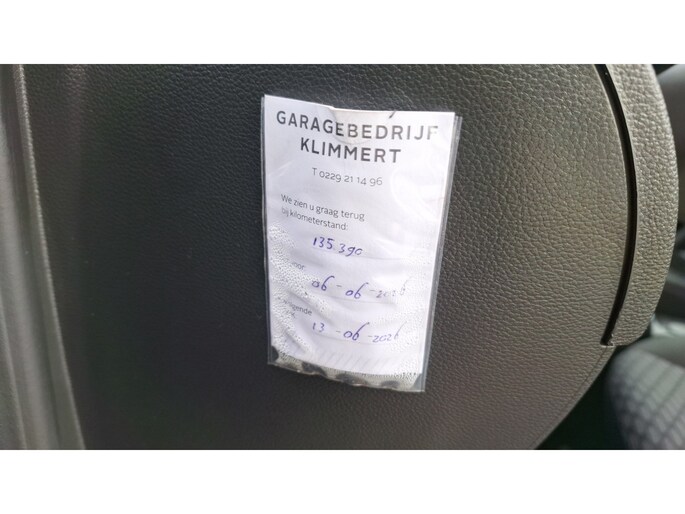 GARAGEBEDRIJF
KLIMMERT
T 0229 21 14 96
We zien u graag terug
bij kilometerstand:
135.390
06-06-2026
13-06-2026